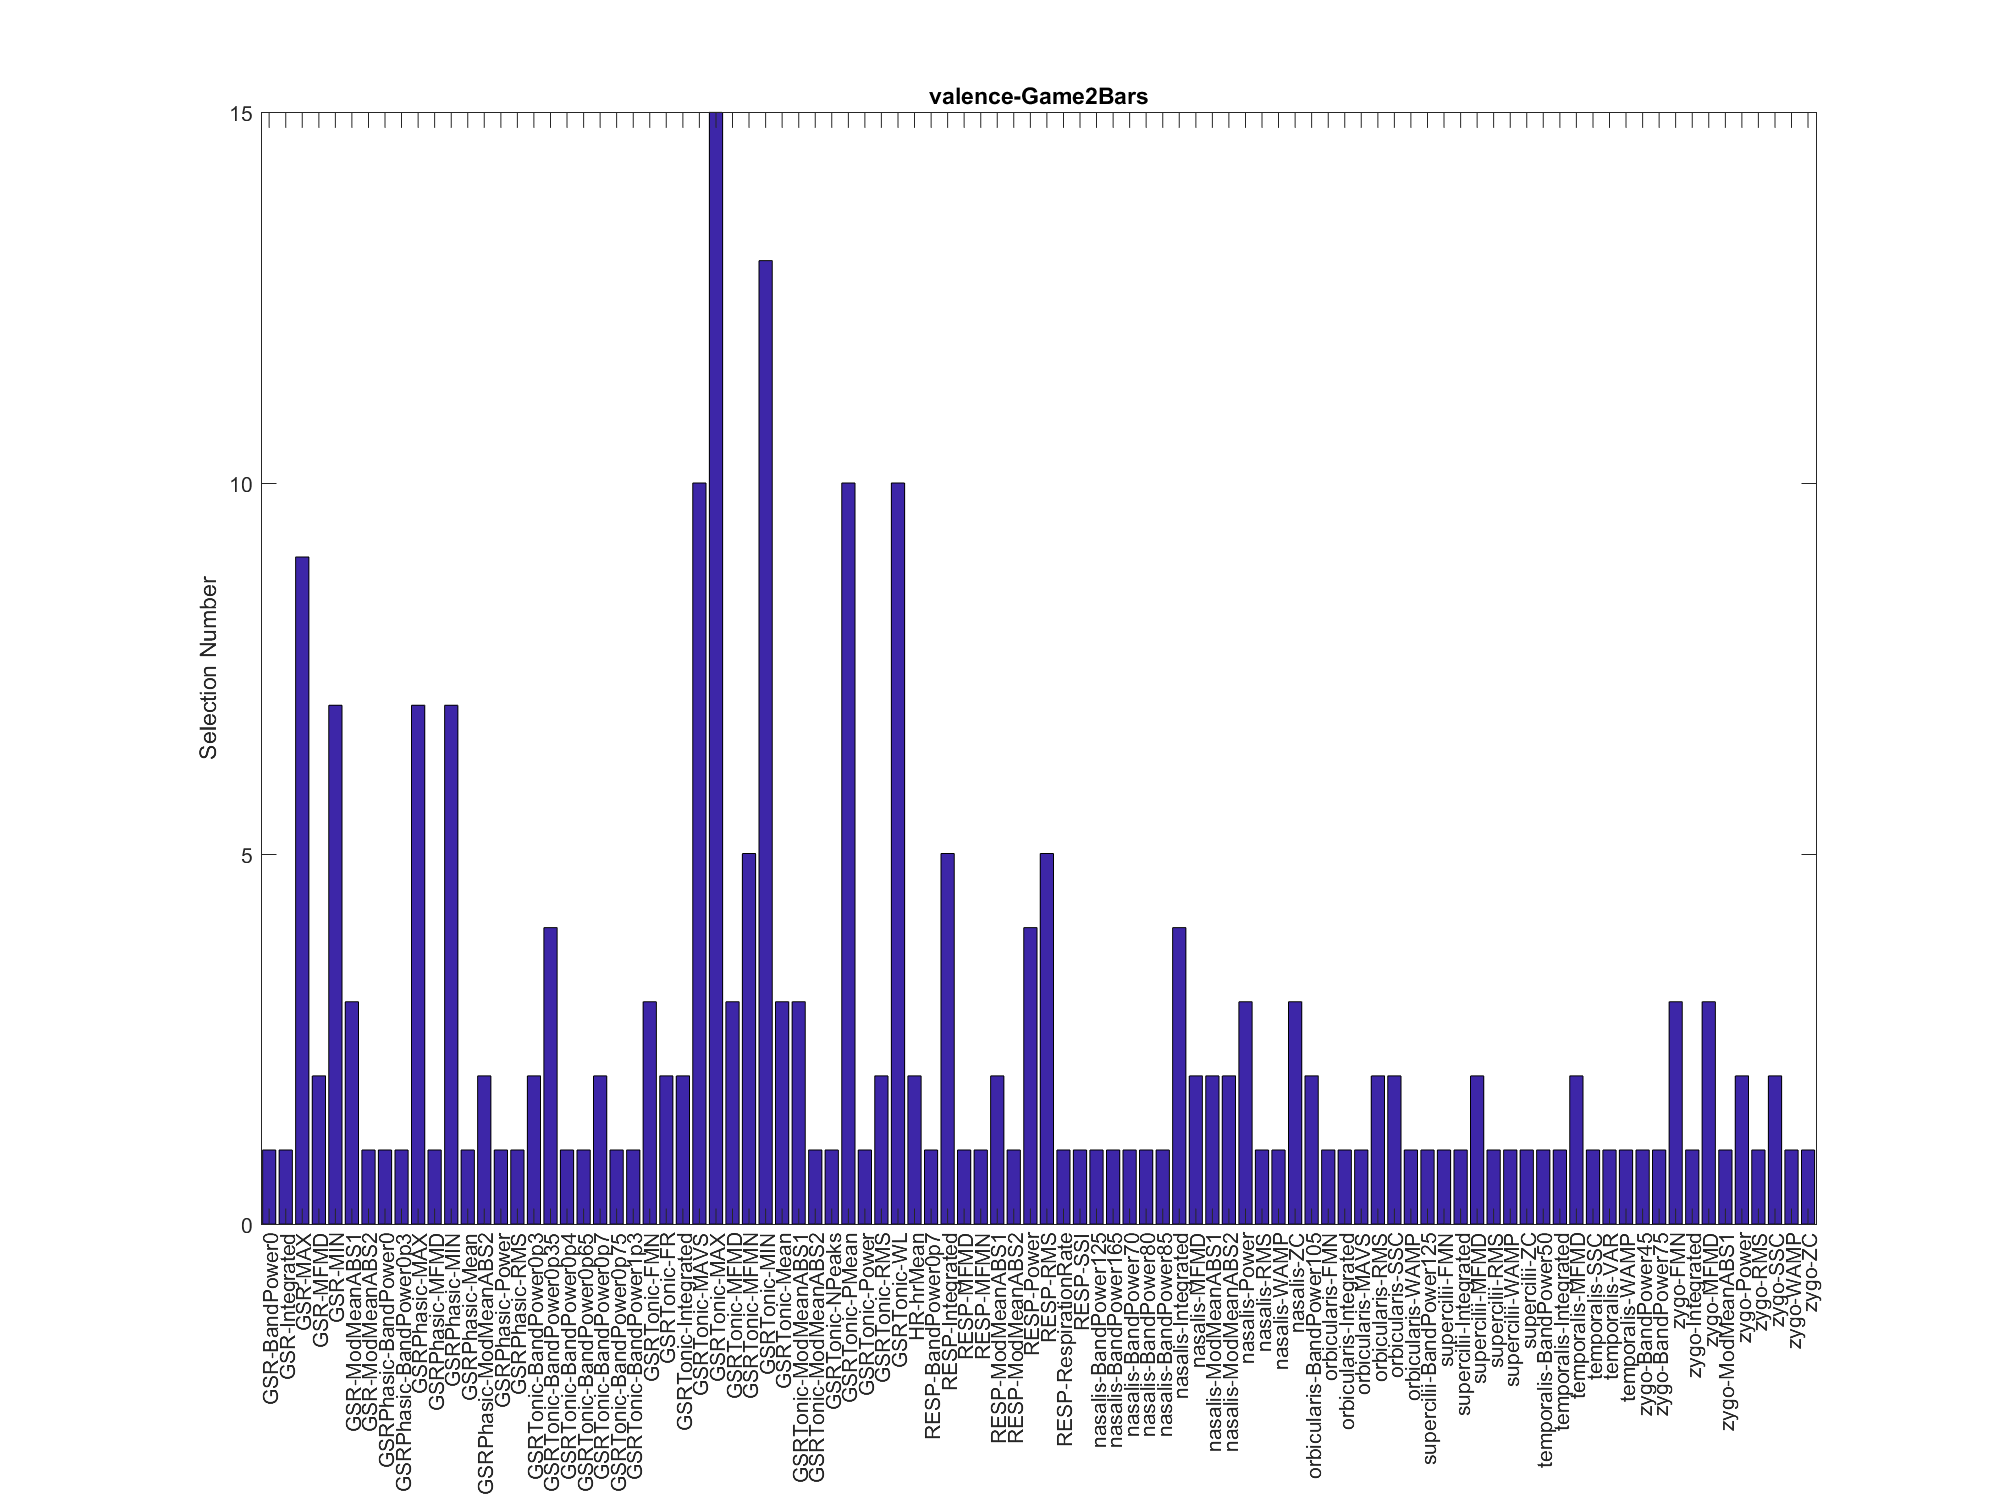 valence-Game2Bars
15
10
5
0
Selection Number
GSR-BandPower0
GSR-Integrated
GSR-MAX
GSR-MFMD
GSR-MIN
GSR-ModMeanABS1
GSR-ModMeanABS2
GSRPhasic-BandPower0
GSRPhasic-BandPower0p3
GSRPhasic-MAX
GSRPhasic-MFMD
GSRPhasic-MIN
GSRPhasic-Mean
GSRPhasic-ModMeanABS2
GSRPhasic-Power
GSRPhasic-RMS
GSRTonic-BandPower0p3
GSRTonic-BandPower0p35
GSRTonic-BandPower0p4
GSRTonic-BandPower0p65
GSRTonic-BandPower0p7
GSRTonic-BandPower0p75
GSRTonic-BandPower1p3
GSRTonic-FMN
GSRTonic-FR
GSRTonic-Integrated
GSRTonic-MAVS
GSRTonic-MAX
GSRTonic-MFMD
GSRTonic-MFMN
GSRTonic-MIN
GSRTonic-Mean
GSRTonic-ModMeanABS1
GSRTonic-ModMeanABS2
GSRTonic-NPeaks
GSRTonic-PMean
GSRTonic-Power
GSRTonic-RMS
GSRTonic-WL
HR-hrMean
RESP-BandPower0p7
RESP-Integrated
RESP-MFMD
RESP-MFMN
RESP-ModMeanABS1
RESP-ModMeanABS2
RESP-Power
RESP-RMS
RESP-RespirationRate
RESP-SSI
nasalis-BandPower125
nasalis-BandPower165
nasalis-BandPower70
nasalis-BandPower80
nasalis-BandPower85
nasalis-Integrated
nasalis-MFMD
nasalis-ModMeanABS1
nasalis-ModMeanABS2
nasalis-Power
nasalis-RMS
nasalis-WAMP
nasalis-ZC
orbicularis-BandPower105
orbicularis-FMN
orbicularis-Integrated
orbicularis-MAVS
orbicularis-RMS
orbicularis-SSC
orbicularis-WAMP
supercilii-BandPower125
supercilii-FMN
supercilii-Integrated
supercilii-MFMD
supercilii-RMS
supercilii-WAMP
supercilii-ZC
temporalis-BandPower50
temporalis-Integrated
temporalis-MFMD
temporalis-SSC
temporalis-VAR
temporalis-WAMP
zygo-BandPower45
zygo-BandPower75
zygo-FMN
zygo-Integrated
zygo-MFMD
zygo-ModMeanABS1
zygo-Power
zygo-RMS
zygo-SSC
zygo-WAMP
zygo-ZC